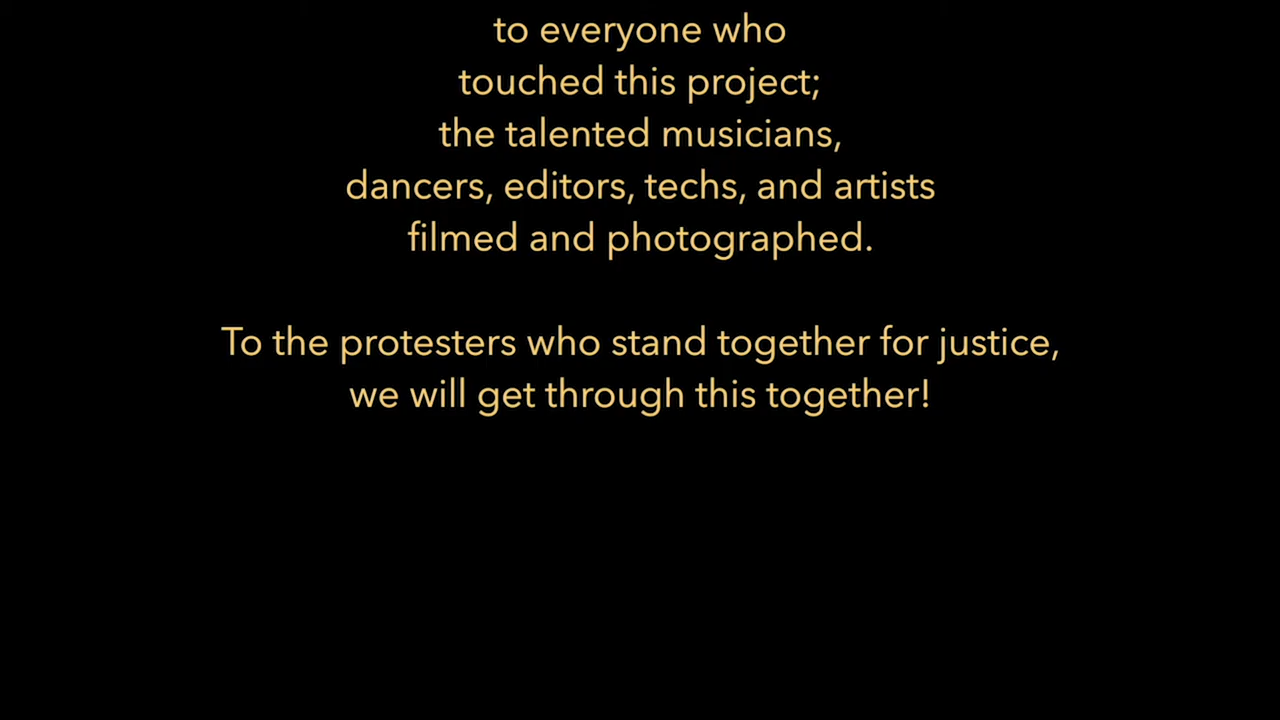 to everyone who
touched this project;
the talented musicians,
dancers, editors, techs, and artists
filmed and photographed.
To the protesters who stand together for justice,
we will get through this together!